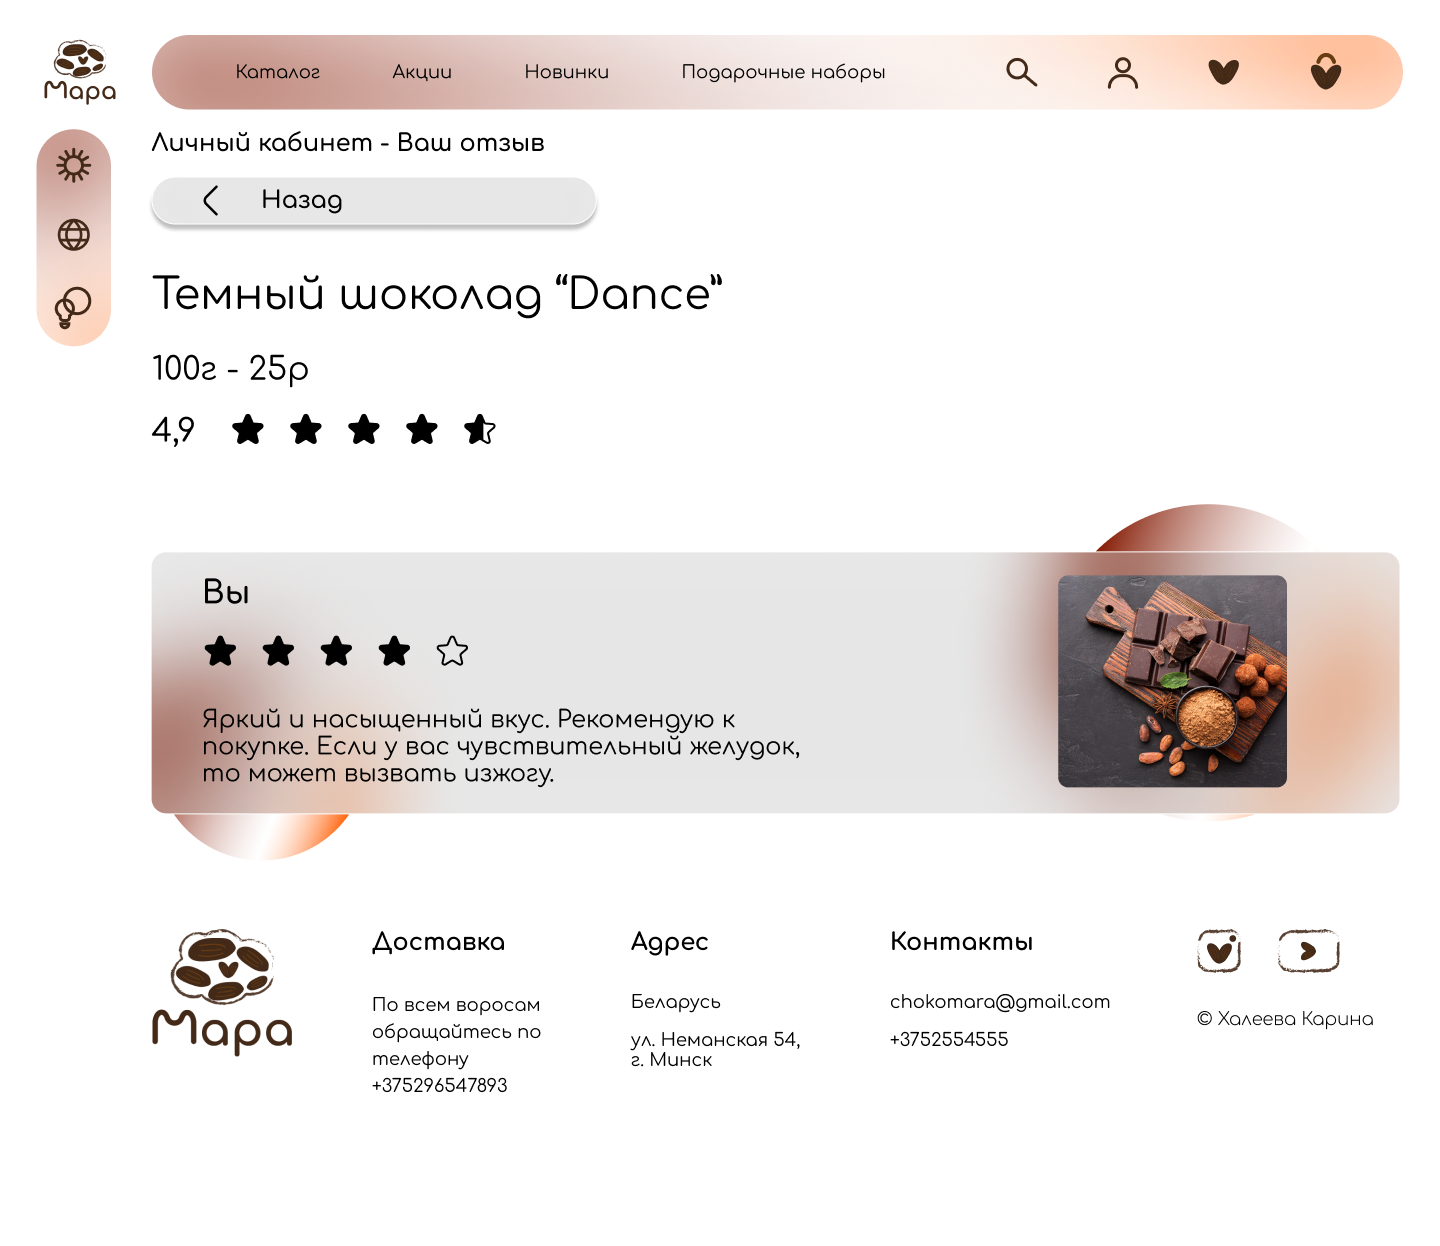 Мара
Каталог
Акции
Новинки
Подарочные наборы
Личный кабинет - Ваш отзыв
Назад
Темный шоколад “Dance”
100г - 25р
4,9
Вы
Яркий и насыщенный вкус. Рекомендую к
покупке. Если у вас чувствительный желудок,
то может вызвать изжогу.
Мара
Доставка
По всем воросам
обращайтесь по
телефону
+375296547893
Адрес
Беларусь
ул. Неманская 54,
г. Минск
Контакты
chokomara@gmail.com
+3752554555
© Халеева Карина